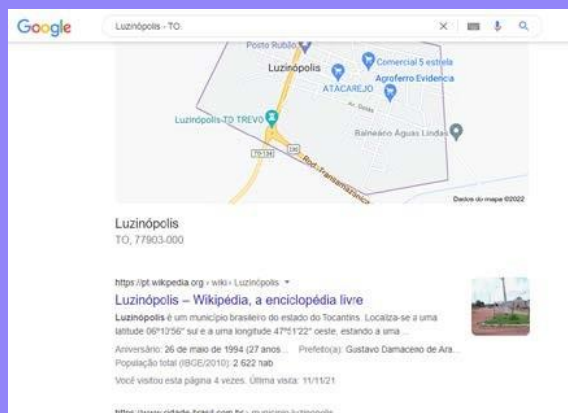 Google
Luzinópolis - TO
Posto Rubão
Luzinópolis
Comercial 5 estrela
ATACAREJO
Agroferro Evidencia
Av. Goiás
Luzinópolis-TO TREVO
Balneário Águas Lindas
230
Rod. Transamazônica
Dados do mapa ©2022
Luzinópolis
TO, 77903-000
https://pt.wikipedia.org › wiki › Luzinópolis
Luzinópolis – Wikipédia, a enciclopédia livre
Luzinópolis é um município brasileiro do estado do Tocantins. Localiza-se a uma
latitude 06º10'56" sul e a uma longitude 47º51'22" oeste, estando a uma ...
Aniversário: 26 de maio de 1994 (27 anos... Prefeito(a): Gustavo Damaceno de Ara...
População total (IBGE/2010): 2 622 hab
Você visitou esta página 4 vezes. Última visita: 11/11/21